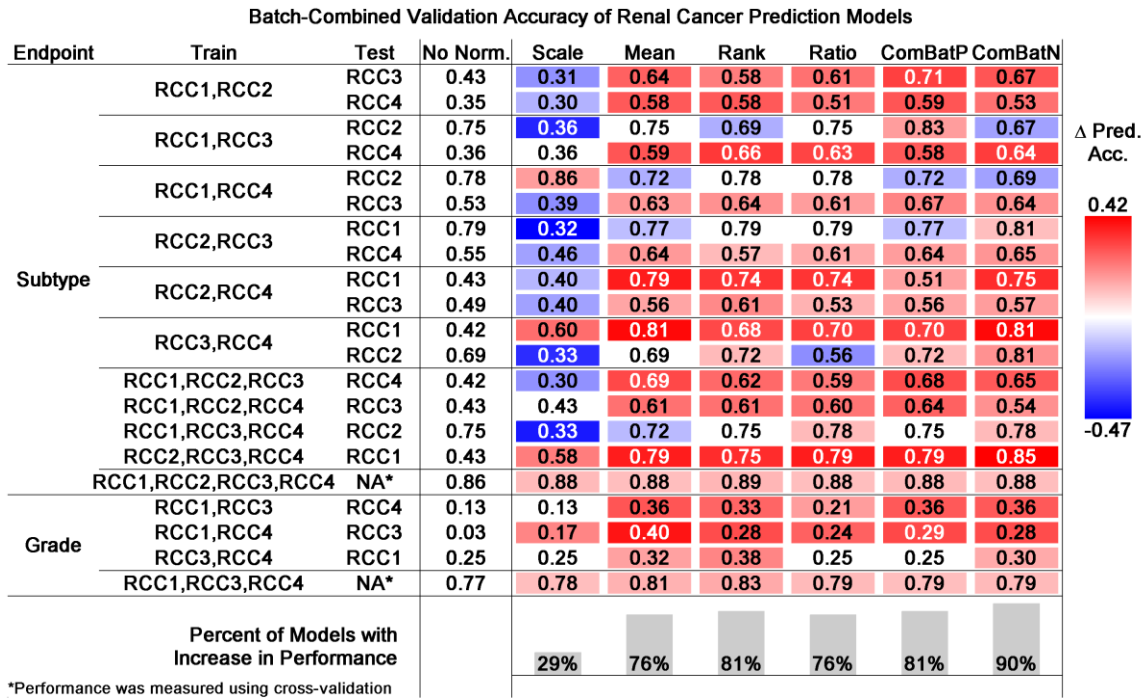 Batch-Combined Validation Accuracy of Renal Cancer Prediction Models
Endpoint Train Test No Norm. Scale Mean Rank Ratio ComBatP ComBatN
RCC1,RCC2 RCC3 0.43 0.31 0.64 0.58 0.61 0.71 0.67
RCC4 0.35 0.30 0.58 0.58 0.51 0.59 0.53
RCC1,RCC3 RCC2 0.75 0.36 0.75 0.69 0.75 0.83 0.67
RCC4 0.36 0.36 0.59 0.66 0.63 0.58 0.64
RCC1,RCC4 RCC2 0.78 0.86 0.72 0.78 0.78 0.72 0.69
RCC3 0.53 0.39 0.63 0.64 0.61 0.67 0.64
RCC2,RCC3 RCC1 0.79 0.32 0.77 0.79 0.79 0.77 0.81
RCC4 0.55 0.46 0.64 0.57 0.61 0.64 0.65
Subtype RCC2,RCC4 RCC1 0.43 0.40 0.79 0.74 0.74 0.51 0.75
RCC3 0.49 0.40 0.56 0.61 0.53 0.56 0.57
RCC3,RCC4 RCC1 0.42 0.60 0.81 0.68 0.70 0.70 0.81
RCC2 0.69 0.33 0.69 0.72 0.56 0.72 0.81
RCC1,RCC2,RCC3 RCC4 0.42 0.30 0.69 0.62 0.59 0.68 0.65
RCC1,RCC2,RCC4 RCC3 0.43 0.43 0.61 0.61 0.60 0.64 0.54
RCC1,RCC3,RCC4 RCC2 0.75 0.33 0.72 0.75 0.78 0.75 0.78
RCC2,RCC3,RCC4 RCC1 0.43 0.58 0.79 0.75 0.79 0.79 0.85
RCC1,RCC2,RCC3,RCC4 NA* 0.86 0.88 0.88 0.89 0.88 0.88 0.88
RCC1,RCC3 RCC4 0.13 0.13 0.36 0.33 0.21 0.36 0.36
Grade RCC1,RCC4 RCC3 0.03 0.17 0.40 0.28 0.24 0.29 0.28
RCC3,RCC4 RCC1 0.25 0.25 0.32 0.38 0.25 0.25 0.30
RCC1,RCC3,RCC4 NA* 0.77 0.78 0.81 0.83 0.79 0.79 0.79
Percent of Models with
Increase in Performance
29% 76% 81% 76% 81% 90%
*Performance was measured using cross-validation
Δ Pred.
Acc.
0.42
-0.47